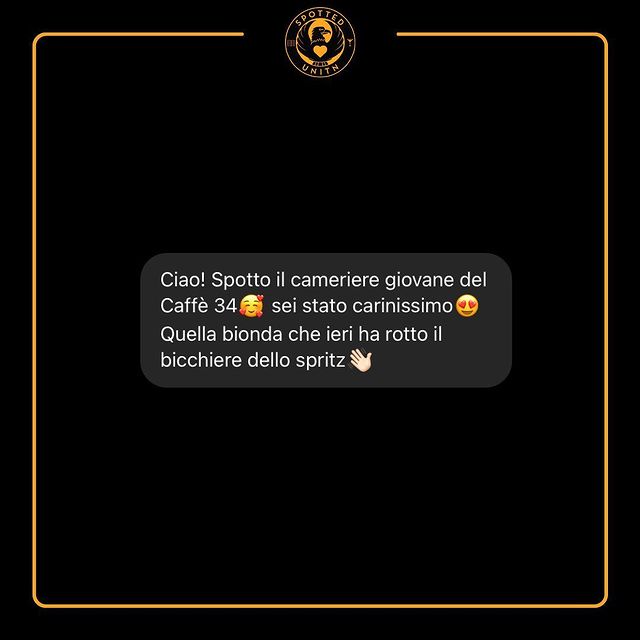 SPOTTED
UNITN
Ciao! Spotto il cameriere giovane del
Caffè 34🥰 sei stato carinissimo😍
Quella bionda che ieri ha rotto il
bicchiere dello spritz👋🏻